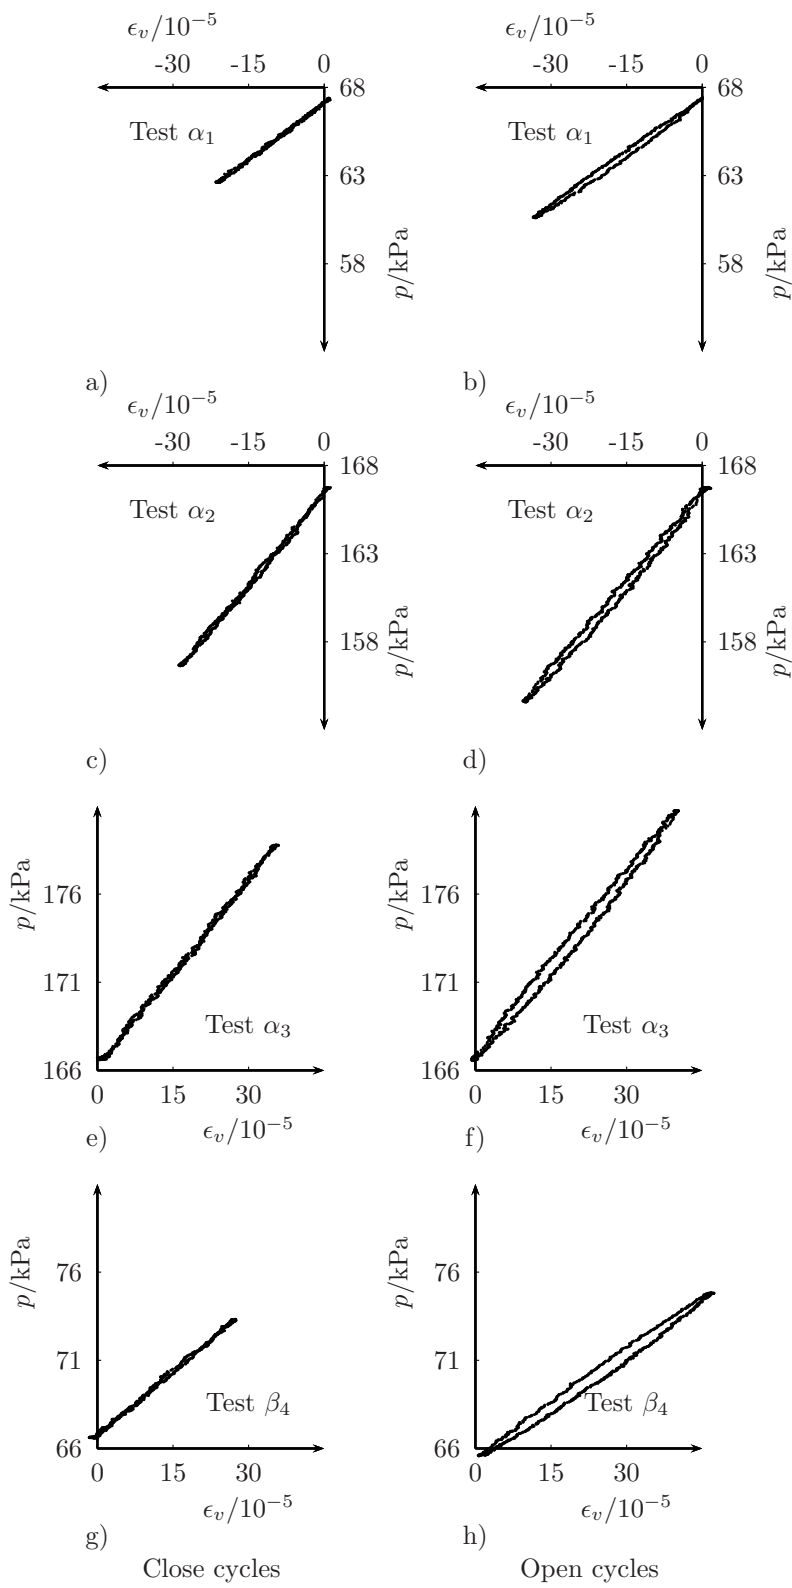 ϵᵥ/10⁻⁵ ϵᵥ/10⁻⁵
-30 -15 0 -30 -15 0
68 68
Test α₁ Test α₁
63 63
58 58
p/kPa p/kPa
a) b)
ϵᵥ/10⁻⁵ ϵᵥ/10⁻⁵
-30 -15 0 -30 -15 0
168 168
Test α₂ Test α₂
163 163
158 158
p/kPa p/kPa
c) d)
p/kPa p/kPa
176 176
171 171
Test α₃ Test α₃
166 166
0 15 30 0 15 30
ϵᵥ/10⁻⁵ ϵᵥ/10⁻⁵
e) f)
p/kPa p/kPa
76 76
71 71
Test β₄ Test β₄
66 66
0 15 30 0 15 30
ϵᵥ/10⁻⁵ ϵᵥ/10⁻⁵
g) h)
Close cycles Open cycles